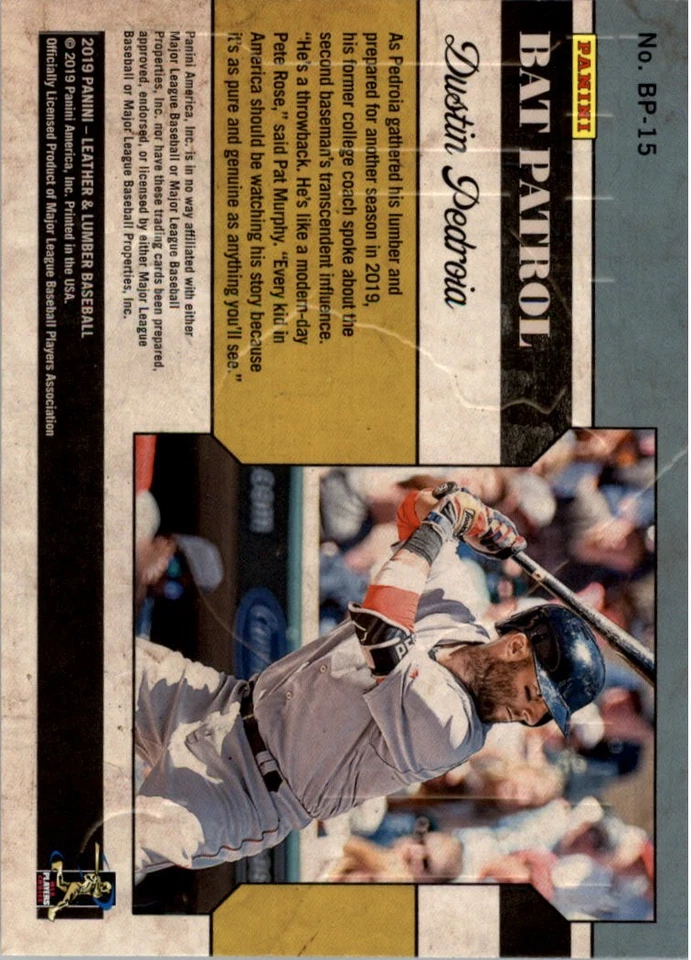 No. BP-15
PANINI
BAT PATROL
Dustin Pedroia
As Pedroia gathered his lumber and
prepared for another season in 2019,
his former college coach spoke about the
second baseman's transcendent influence.
"He's a throwback. He's like a modern-day
Pete Rose," said Pat Murphy. "Every kid in
America should be watching his story because
it's as pure and genuine as anything you'll see."
Panini America, Inc. is in no way affiliated with either
Major League Baseball or Major League Baseball
Properties, Inc. nor have these trading cards been prepared,
approved, endorsed, or licensed by either Major League
Baseball or Major League Baseball Properties, Inc.
2019 PANINI – LEATHER & LUMBER BASEBALL
© 2019 Panini America, Inc. Printed in the USA.
Officially Licensed Product of Major League Baseball Players Association
.com
PLAYERS